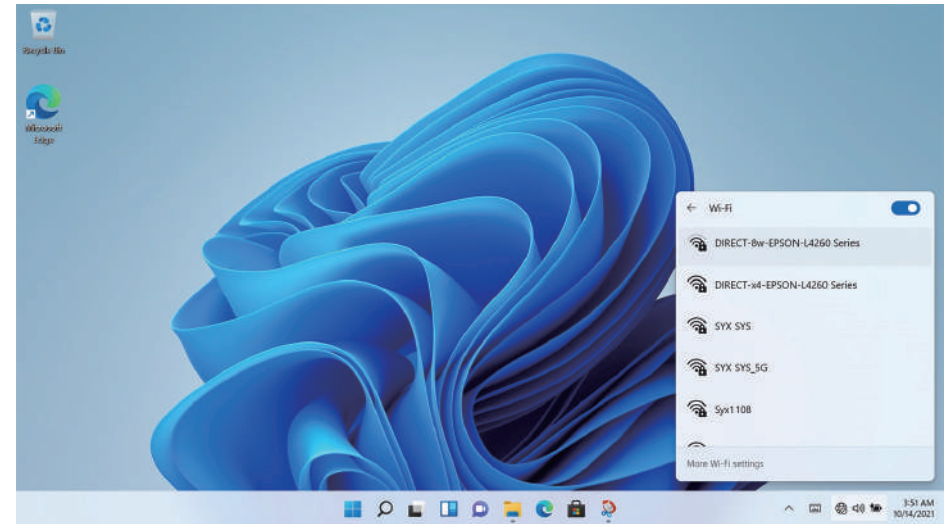 Recycle Bin
Microsoft
Edge
Wi-Fi
DIRECT-8w-EPSON-L4260 Series
DIRECT-x4-EPSON-L4260 Series
SYX SYS
SYX SYS_5G
Syx1108
More Wi-Fi settings
3:51 AM
10/14/2021